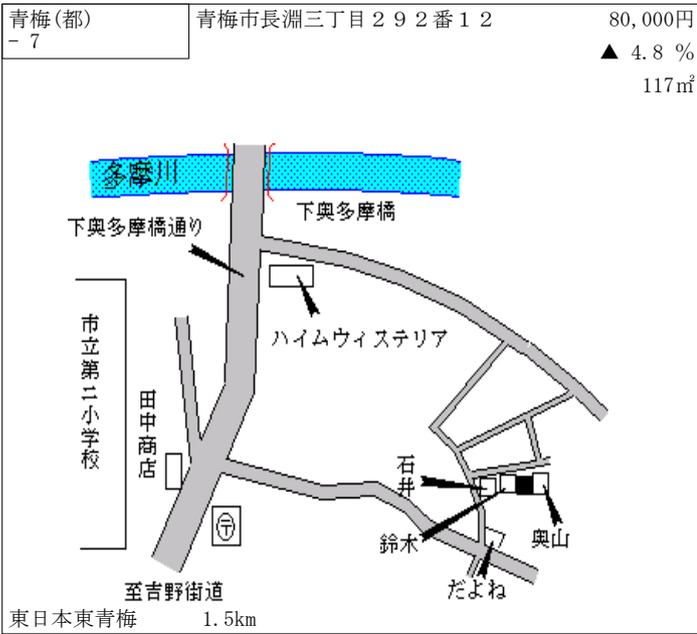 青梅(都)
- 7
青梅市長淵三丁目２９２番１２
80,000円
▲ 4.8 %
117㎡
多摩川
下奥多摩橋
下奥多摩橋通り
ハイムウィステリア
市立第二小学校
田中商店
〒
石井
鈴木
奥山
だよね
至吉野街道
東日本東青梅
1.5km